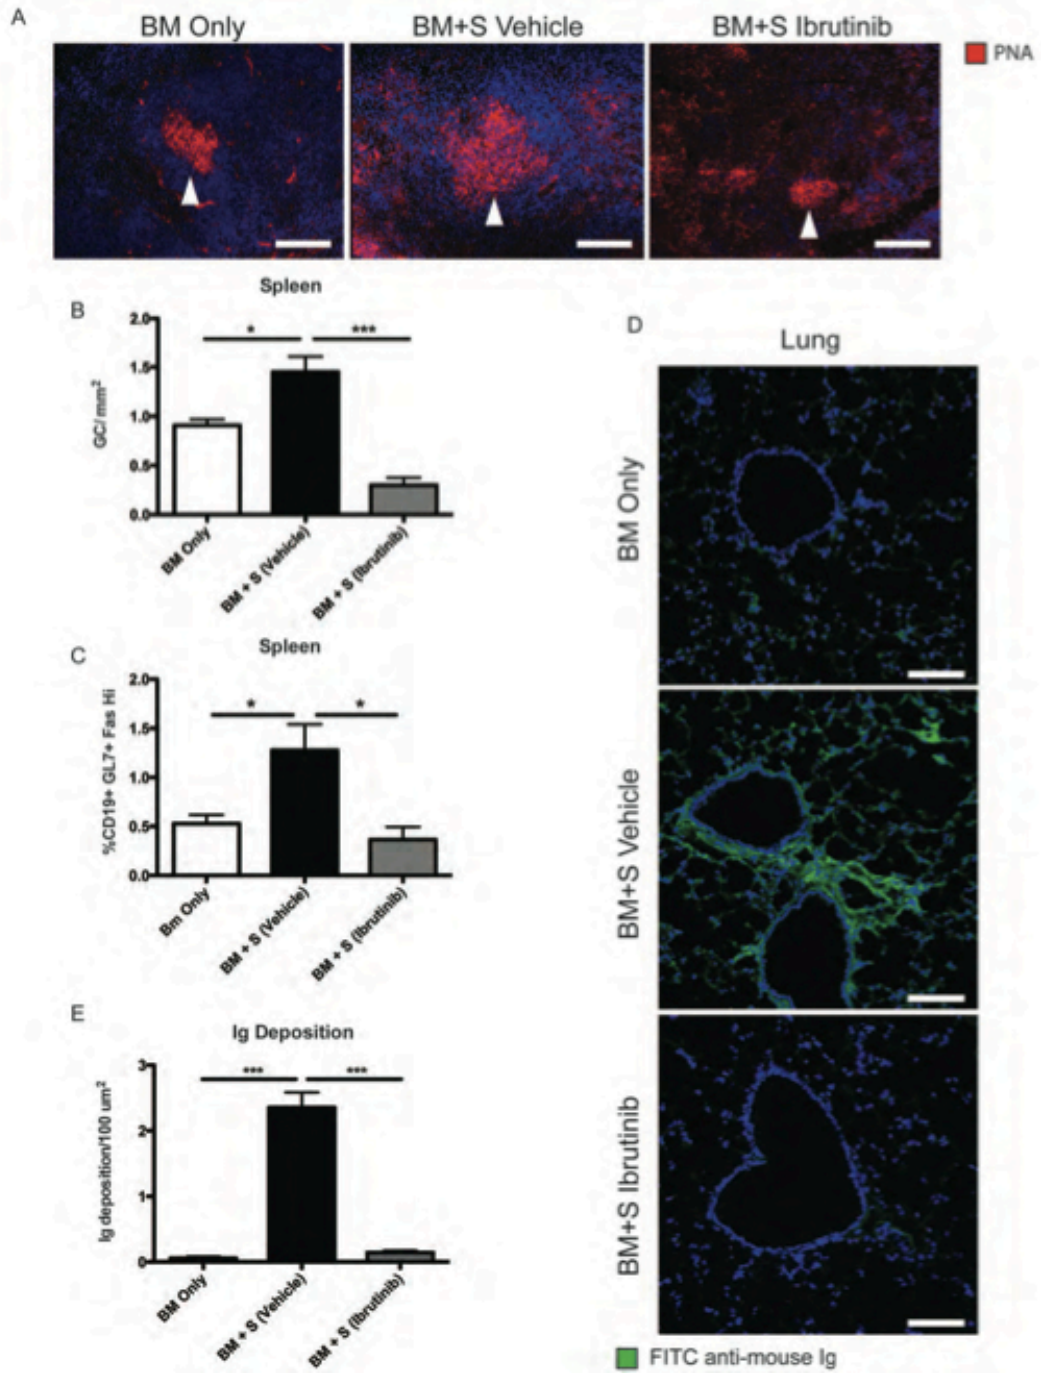 A
BM Only
BM+S Vehicle
BM+S Ibrutinib
PNA
Spleen
B
2.0
1.5
1.0
0.5
0.0
GC/ mm²
*
***
BM Only
BM + S (Vehicle)
BM + S (Ibrutinib)
Spleen
C
2.0
1.5
1.0
0.5
0.0
%CD19+ GL7+ Fas Hi
*
*
Bm Only
BM + S (Vehicle)
BM + S (Ibrutinib)
E
Ig Deposition
3
2
1
0
Ig deposition/100 um²
***
***
BM Only
BM + S (Vehicle)
BM + S (Ibrutinib)
D
Lung
BM Only
BM+S Vehicle
BM+S Ibrutinib
FITC anti-mouse Ig